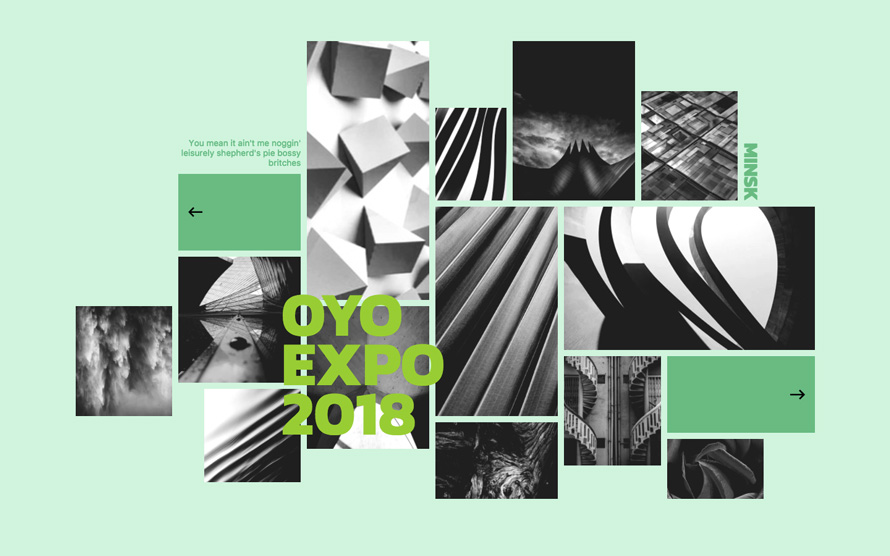 You mean it ain't me noggin'
leisurely shepherd's pie bossy
britches
MINSK
OYO
EXPO
2018